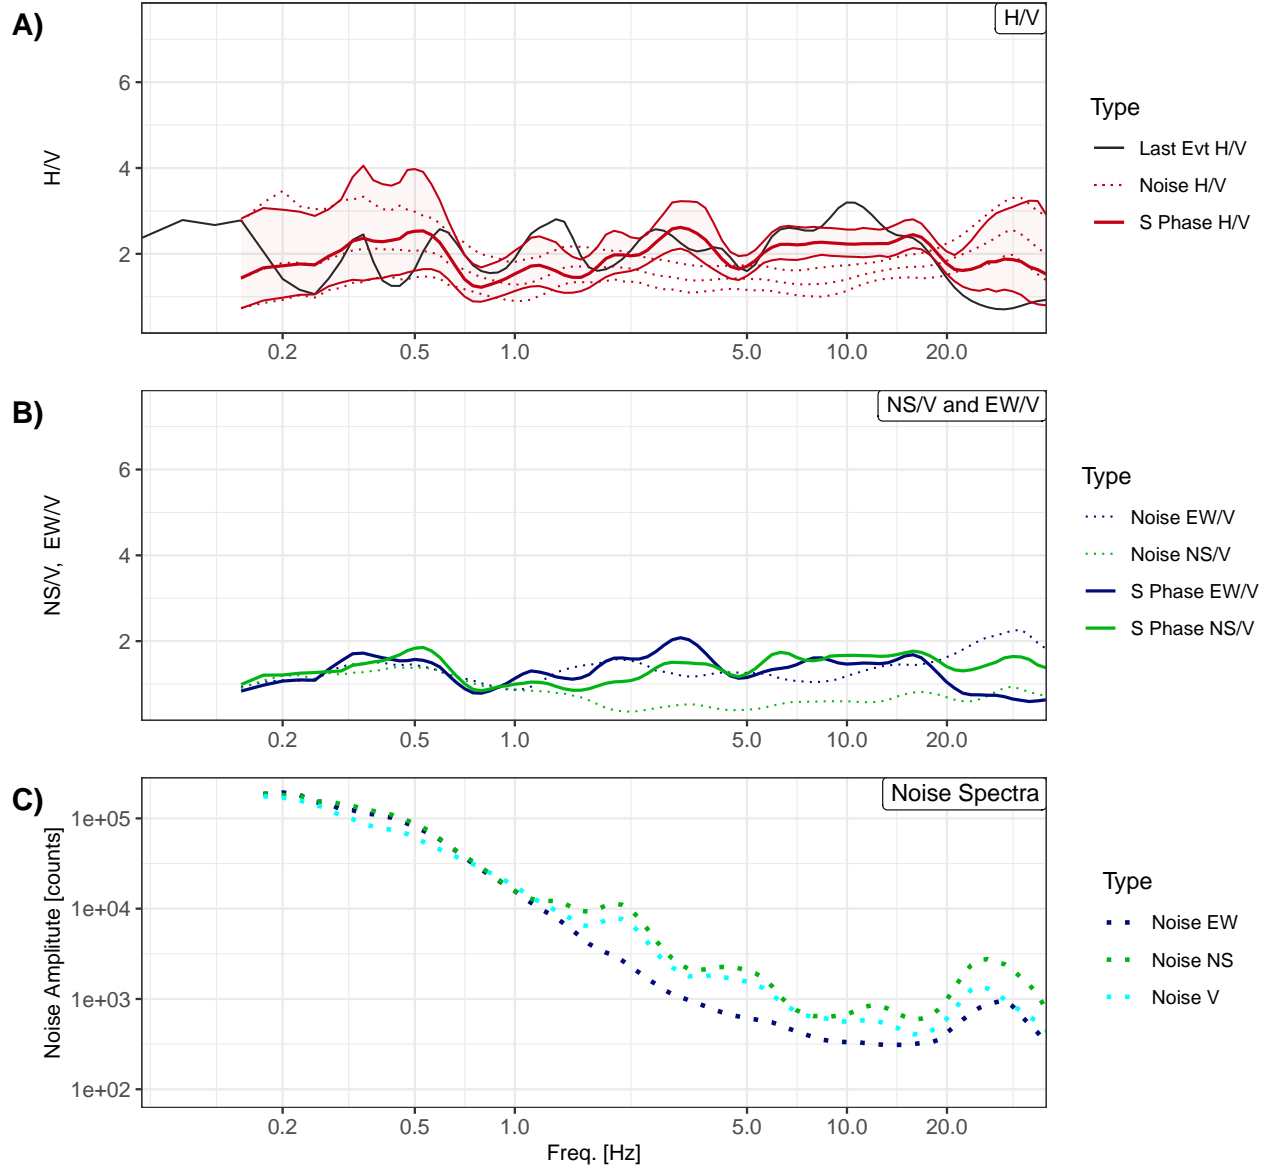 A)
H/V
6
4
2
H/V
0.2 0.5 1.0 5.0 10.0 20.0
Type
Last Evt H/V
Noise H/V
S Phase H/V
B)
NS/V and EW/V
6
4
2
NS/V, EW/V
0.2 0.5 1.0 5.0 10.0 20.0
Type
Noise EW/V
Noise NS/V
S Phase EW/V
S Phase NS/V
C)
Noise Spectra
1e+05
1e+04
1e+03
1e+02
Noise Amplitute [counts]
0.2 0.5 1.0 5.0 10.0 20.0
Freq. [Hz]
Type
Noise EW
Noise NS
Noise V